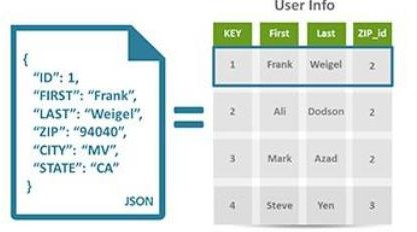 User Info
{
"ID": 1,
"FIRST": "Frank",
"LAST": "Weigel",
"ZIP": "94040",
"CITY": "MV",
"STATE": "CA"
}
JSON
=
KEY First Last ZIP_id
1 Frank Weigel 2
2 Ali Dodson 2
3 Mark Azad 2
4 Steve Yen 3